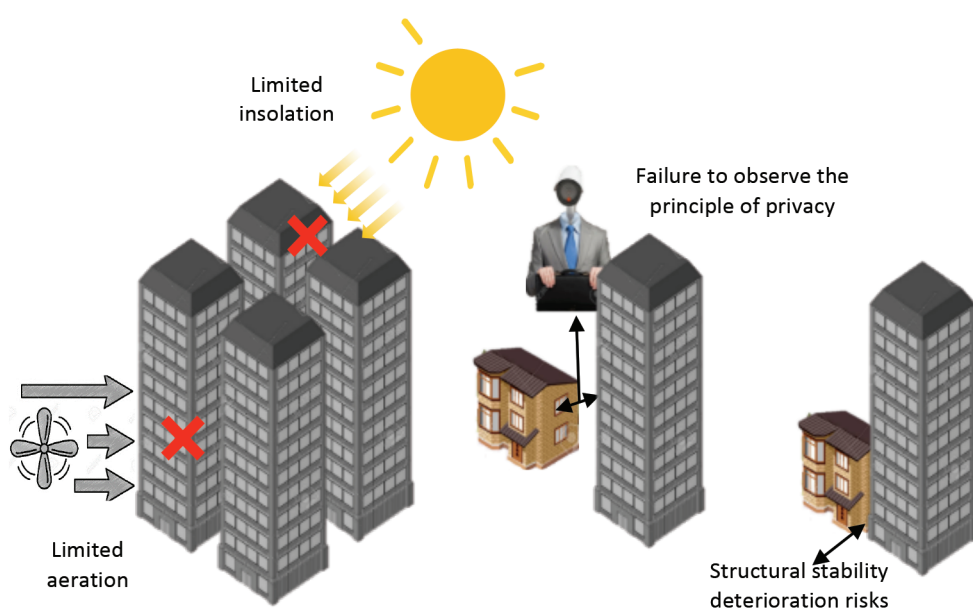 Limited
insolation
Failure to observe the
principle of privacy
Limited
aeration
Structural stability
deterioration risks